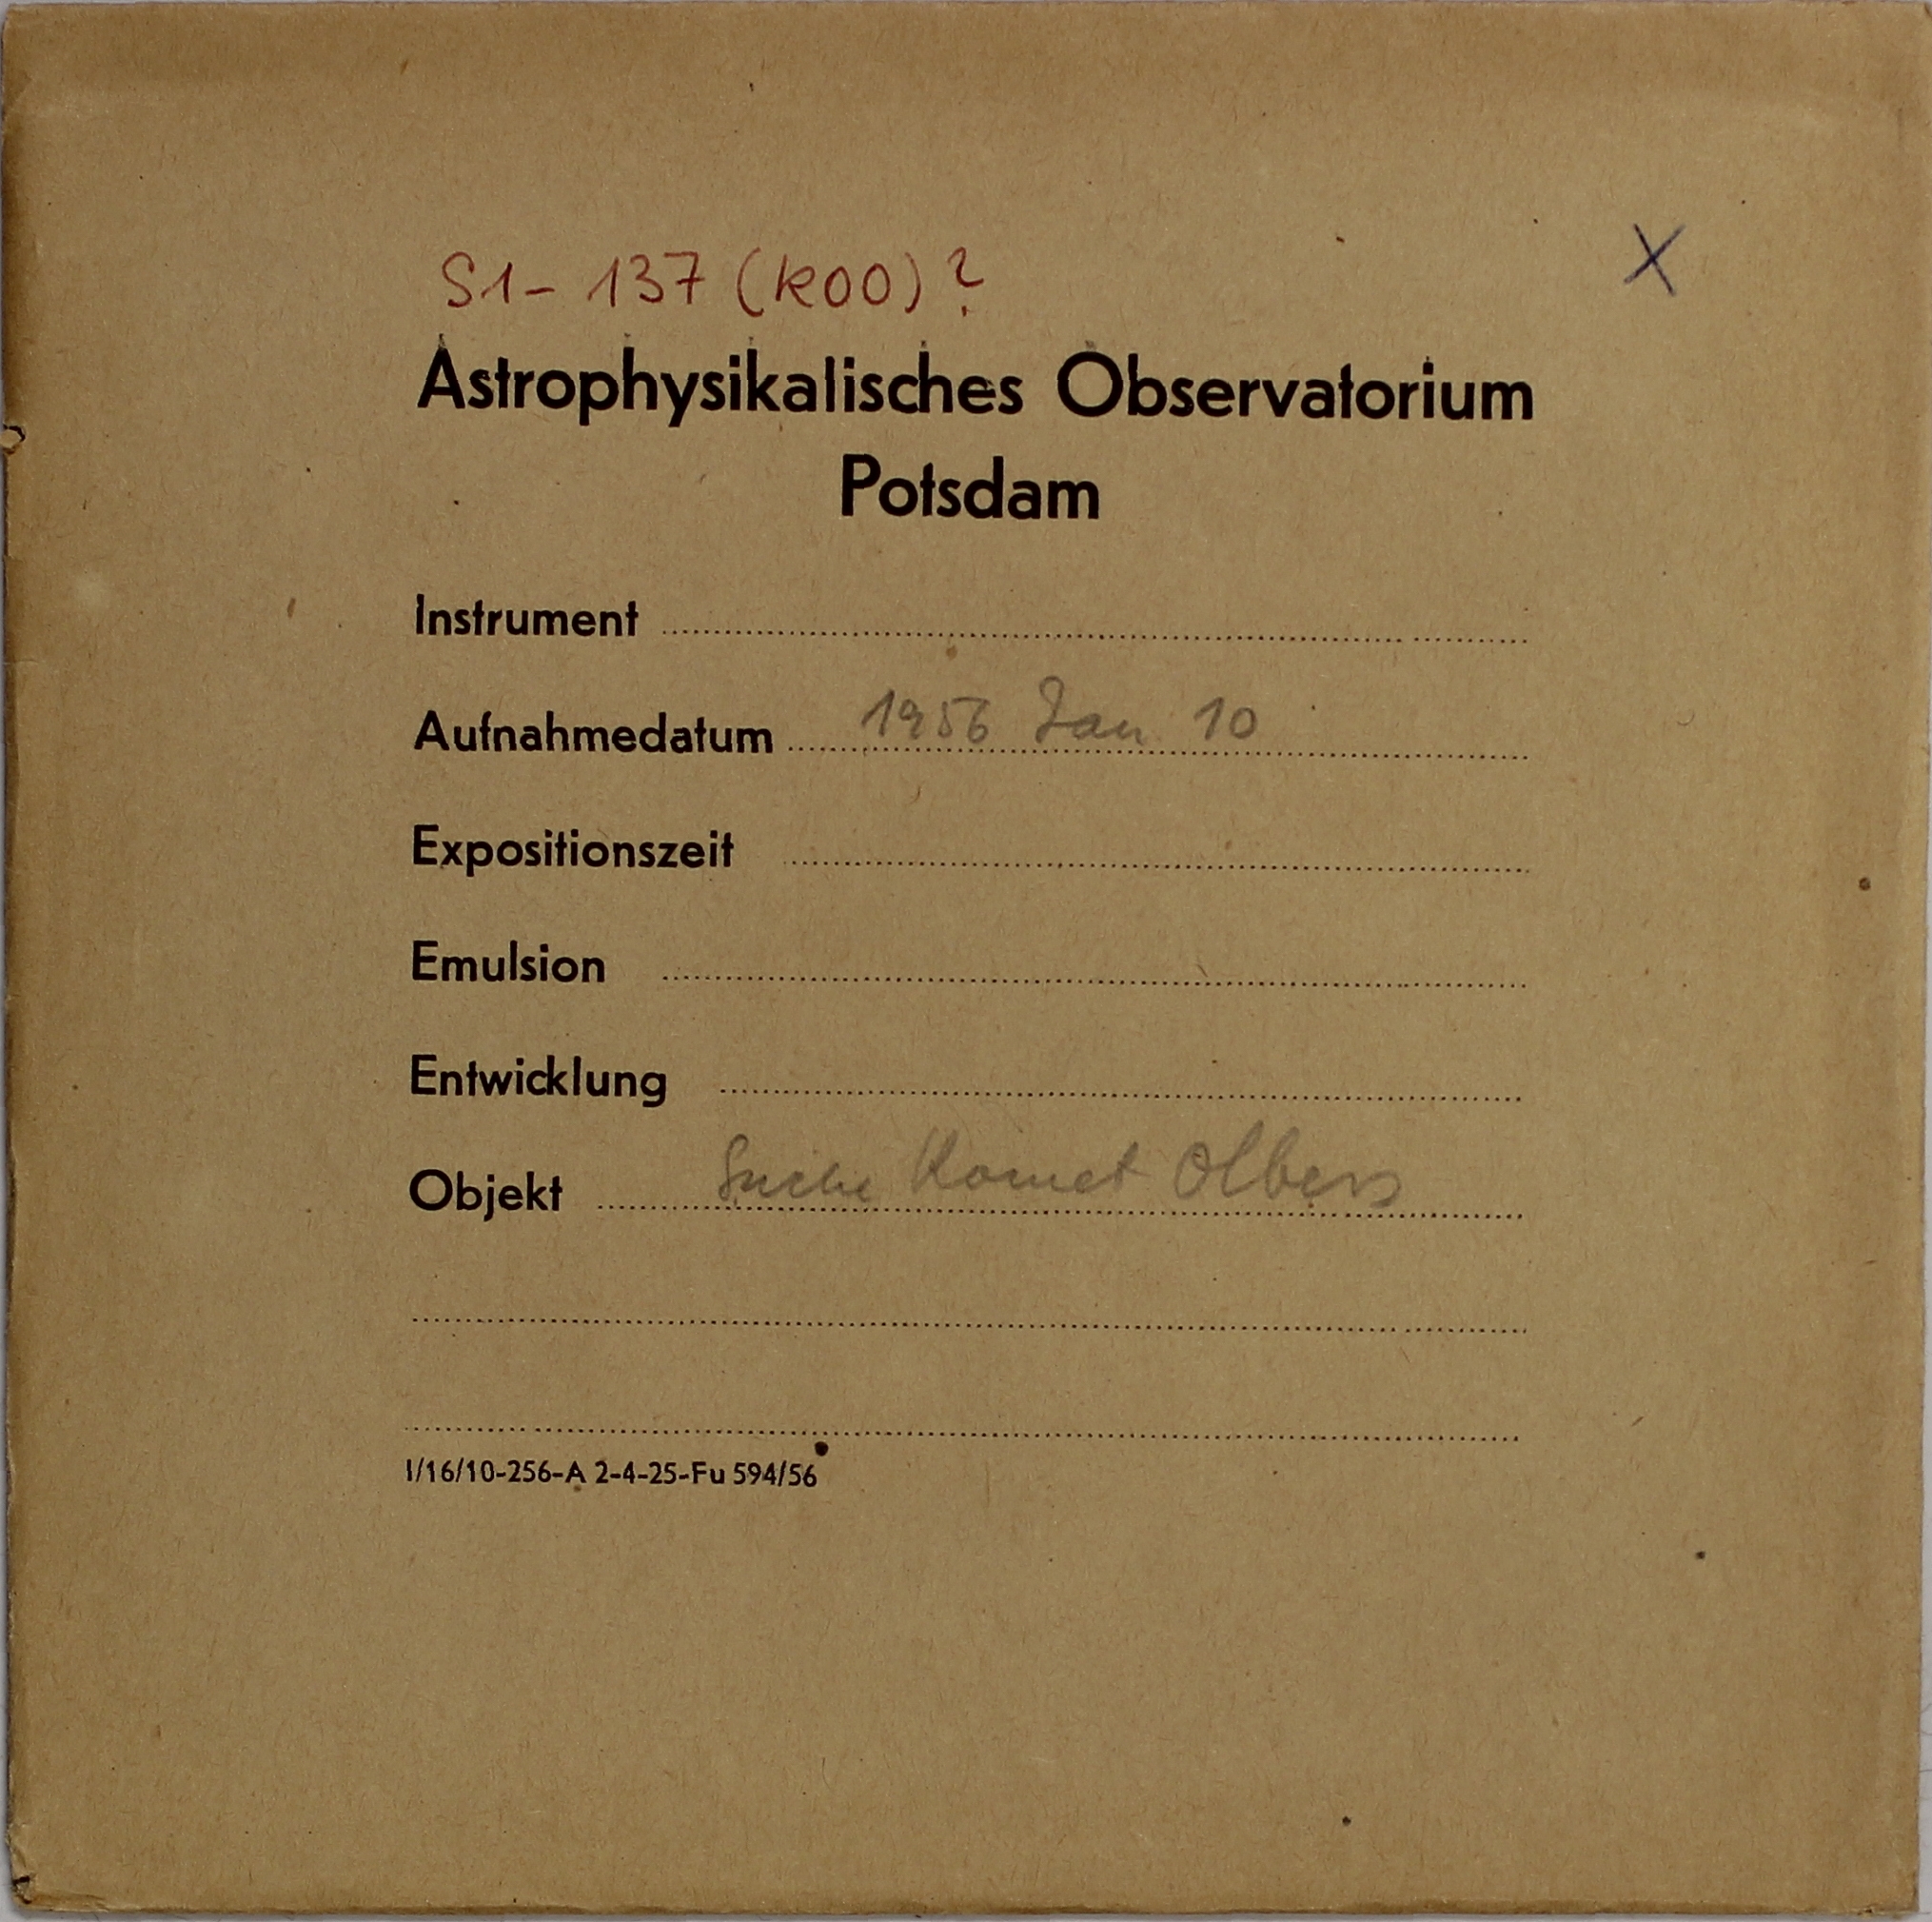 S1-137 (k00)?
X
Astrophysikalisches Observatorium
Potsdam
Instrument
Aufnahmedatum 1956 Jan 10
Expositionszeit
Emulsion
Entwicklung
Objekt Suche Komet Olbers
I/16/10-256-A 2-4-25-Fu 594/56